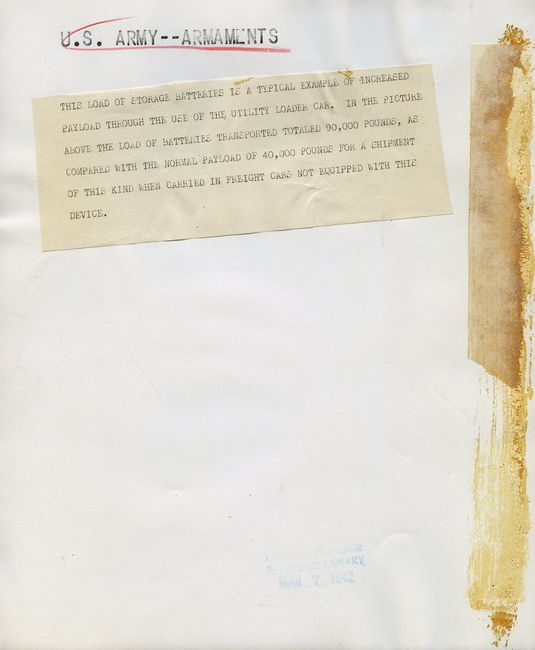 U.S. ARMY--ARMAMENTS
THIS LOAD OF STORAGE BATTERIES IS A TYPICAL EXAMPLE OF INCREASED
PAYLOAD THROUGH THE USE OF THE UTILITY LOADER CAR. IN THE PICTURE
ABOVE THE LOAD OF BATTERIES TRANSPORTED TOTALED 90,000 POUNDS, AS
COMPARED WITH THE NORMAL PAYLOAD OF 40,000 POUNDS FOR A SHIPMENT
OF THIS KIND WHEN CARRIED IN FREIGHT CARS NOT EQUIPPED WITH THIS
DEVICE.
LIBRARY
MAR 7 1942